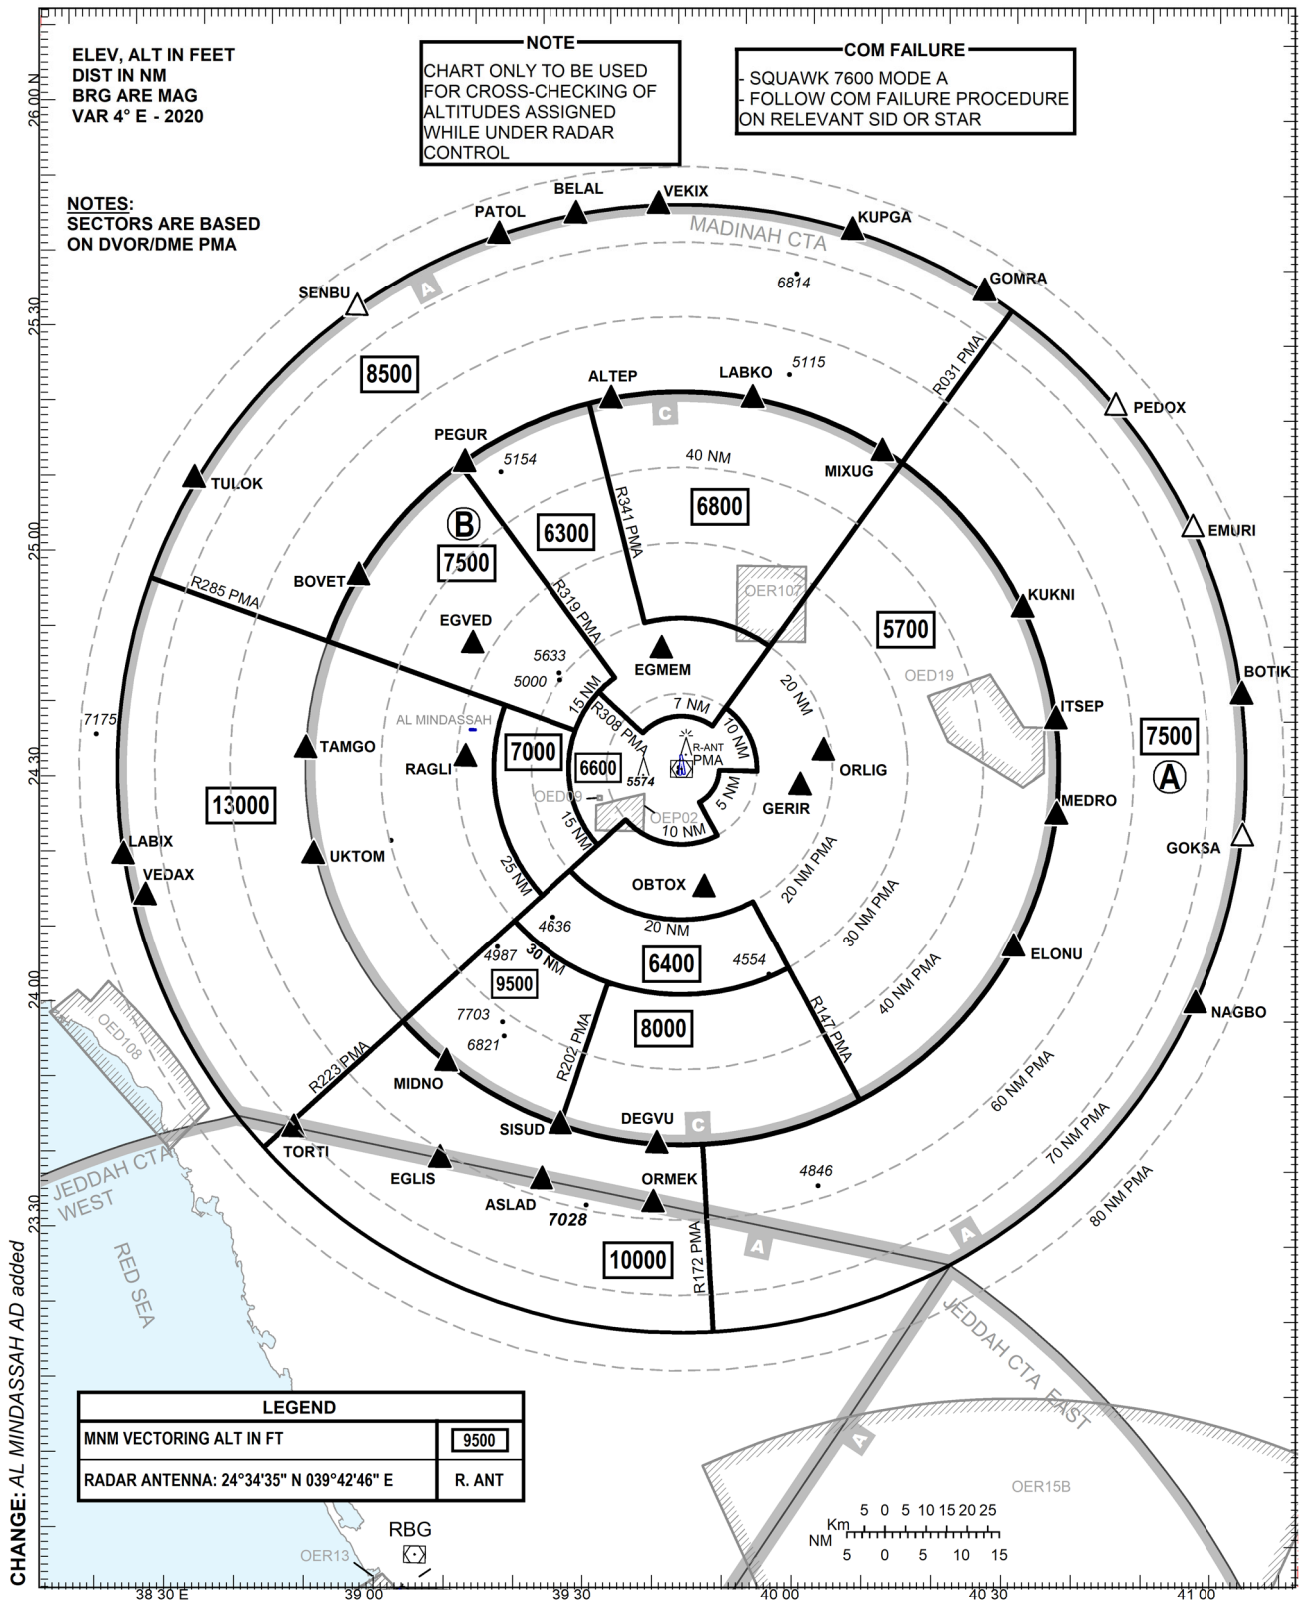 ELEV, ALT IN FEET
DIST IN NM
BRG ARE MAG
VAR 4° E - 2020
NOTE
CHART ONLY TO BE USED
FOR CROSS-CHECKING OF
ALTITUDES ASSIGNED
WHILE UNDER RADAR
CONTROL
COM FAILURE
- SQUAWK 7600 MODE A
- FOLLOW COM FAILURE PROCEDURE
ON RELEVANT SID OR STAR
NOTES:
SECTORS ARE BASED
ON DVOR/DME PMA
26 00 N
25 30
25 00
24 30
24 00
23 30
BELAL
VEKIX
PATOL
KUPGA
MADINAH CTA
GOMRA
SENBU
A
6814
8500
5115
R031 PMA
ALTEP
LABKO
C
PEDOX
PEGUR
5154
40 NM
MIXUG
TULOK
B
7500
6300
R341 PMA
6800
EMURI
BOVET
R285 PMA
R319 PMA
OER107
KUKNI
EGVED
5700
5633
5000
EGMEM
OED19
BOTIK
15 NM
20 NM
7 NM
ITSEP
7175
AL MINDASSAH
R308 PMA
10 NM
7500
A
TAMGO
RAGLI
7000
6600
5574
R-ANT
PMA
ORLIG
GERIR
5 NM
MEDRO
13000
OED09
OEP02
10 NM
15 NM
LABIX
VEDAX
UKTOM
25 NM
OBTOX
20 NM PMA
GOKSA
4636
20 NM
30 NM PMA
4987
30 NM
6400
4554
ELONU
9500
40 NM PMA
7703
6821
R202 PMA
8000
R147 PMA
NAGBO
OED108
R223 PMA
MIDNO
60 NM PMA
SISUD
DEGVU
C
70 NM PMA
TORTI
EGLIS
ASLAD
ORMEK
4846
80 NM PMA
JEDDAH CTA
WEST
7028
10000
R172 PMA
A
A
RED SEA
JEDDAH CTA EAST
A
OER15B
LEGEND
MNM VECTORING ALT IN FT
9500
RADAR ANTENNA: 24°34'35" N 039°42'46" E
R. ANT
RBG
OER13
5 0 5 10 15 20 25
Km
NM
5 0 5 10 15
38 30 E
39 00
39 30
40 00
40 30
41 00
CHANGE: AL MINDASSAH AD added